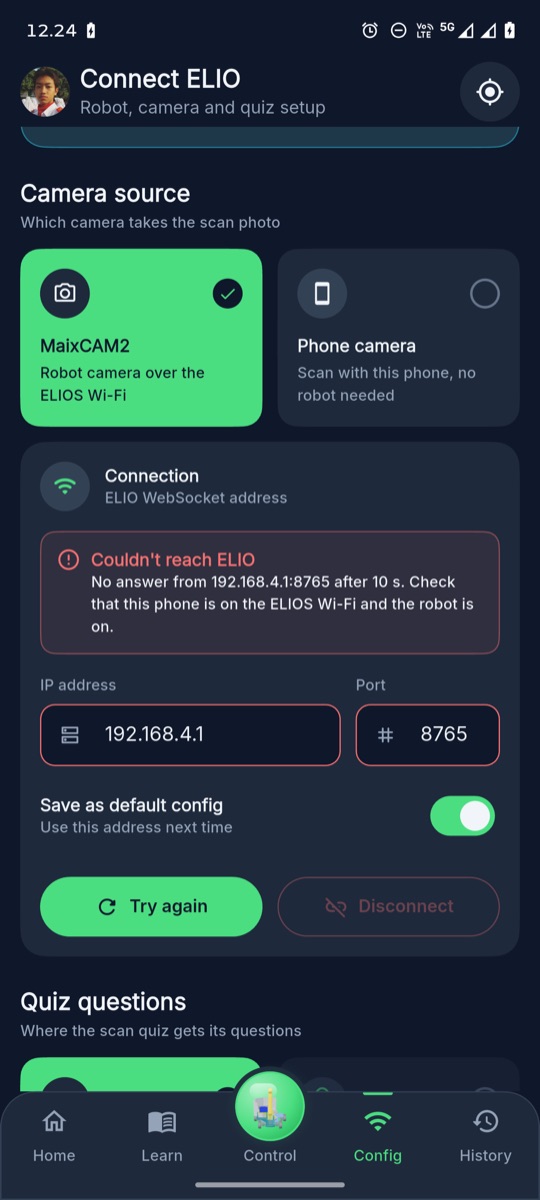 12.24
Vo
LTE
5G
Connect ELIO
Robot, camera and quiz setup
Camera source
Which camera takes the scan photo
MaixCAM2
Robot camera over the
ELIOS Wi-Fi
Phone camera
Scan with this phone, no
robot needed
Connection
ELIO WebSocket address
Couldn't reach ELIO
No answer from 192.168.4.1:8765 after 10 s. Check
that this phone is on the ELIOS Wi-Fi and the robot is
on.
IP address
Port
192.168.4.1
# 8765
Save as default config
Use this address next time
Try again
Disconnect
Quiz questions
Where the scan quiz gets its questions
Home
Learn
Control
Config
History